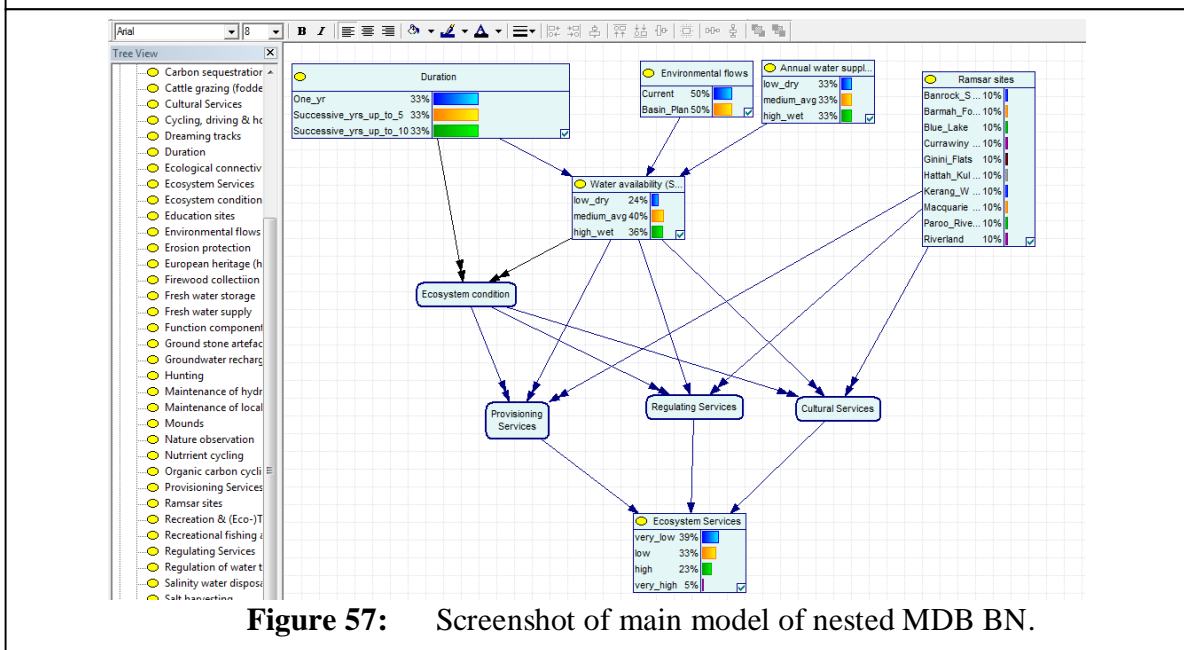 Arial 8 B I
Tree View
Carbon sequestration
Cattle grazing (fodde
Cultural Services
Cycling, driving & ho
Dreaming tracks
Duration
Ecological connectiv
Ecosystem Services
Ecosystem condition
Education sites
Environmental flows
Erosion protection
European heritage (h
Firewood collectiion
Fresh water storage
Fresh water supply
Function component
Ground stone artefac
Groundwater recharg
Hunting
Maintenance of hydr
Maintenance of local
Mounds
Nature observation
Nutrrient cycling
Organic carbon cycli
Provisioning Services
Ramsar sites
Recreation & (Eco-)T
Recreational fishing a
Regulating Services
Regulation of water t
Salinity water disposa
Salt harvesting
Duration
One_yr 33%
Successive_yrs_up_to_5 33%
Successive_yrs_up_to_10 33%
Environmental flows
Current 50%
Basin_Plan 50%
Annual water suppl...
low_dry 33%
medium_avg 33%
high_wet 33%
Ramsar sites
Banrock_S ... 10%
Barmah_Fo... 10%
Blue_Lake 10%
Currawiny ... 10%
Ginini_Flats 10%
Hattah_Kul ... 10%
Kerang_W ... 10%
Macquarie ... 10%
Paroo_Rive... 10%
Riverland 10%
Water availability (S...
low_dry 24%
medium_avg 40%
high_wet 36%
Ecosystem condition
Provisioning
Services
Regulating Services
Cultural Services
Ecosystem Services
very_low 39%
low 33%
high 23%
very_high 5%
Figure 57: Screenshot of main model of nested MDB BN.